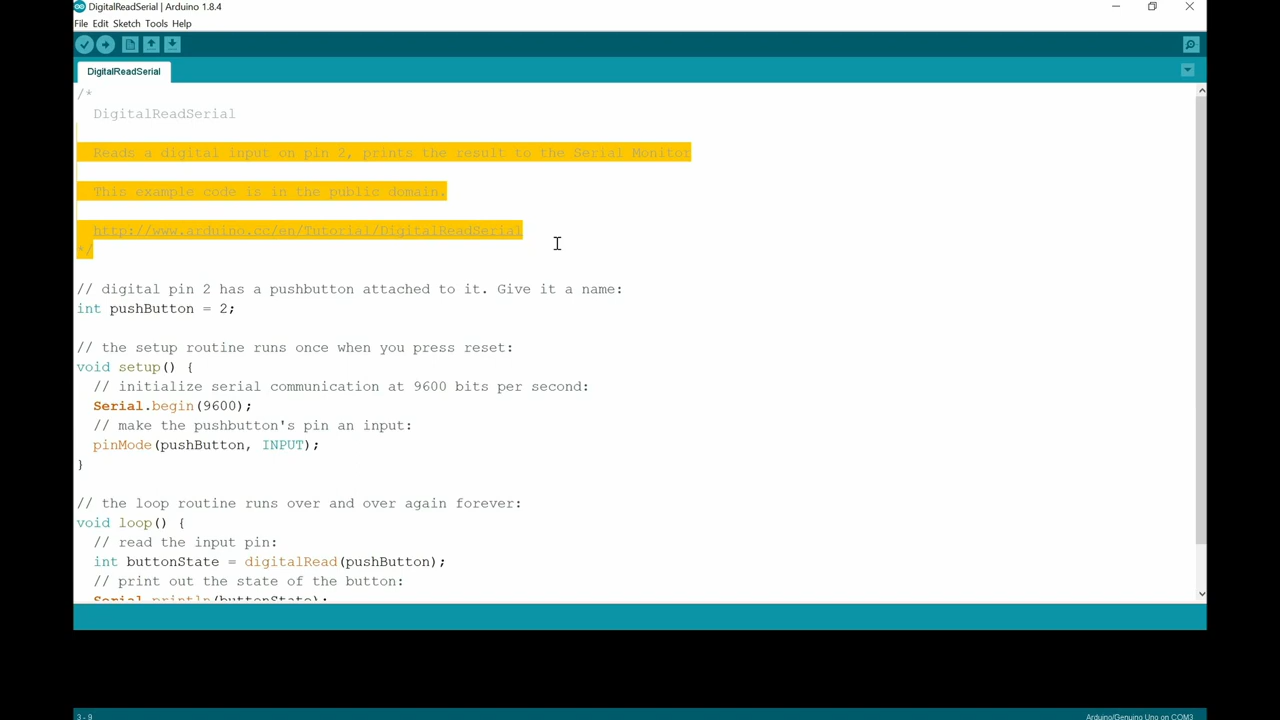 DigitalReadSerial | Arduino 1.8.4
File Edit Sketch Tools Help
DigitalReadSerial
/*
  DigitalReadSerial
  Reads a digital input on pin 2, prints the result to the Serial Monitor
  This example code is in the public domain.
  http://www.arduino.cc/en/Tutorial/DigitalReadSerial
*/
// digital pin 2 has a pushbutton attached to it. Give it a name:
int pushButton = 2;
// the setup routine runs once when you press reset:
void setup() {
  // initialize serial communication at 9600 bits per second:
  Serial.begin(9600);
  // make the pushbutton's pin an input:
  pinMode(pushButton, INPUT);
}
// the loop routine runs over and over again forever:
void loop() {
  // read the input pin:
  int buttonState = digitalRead(pushButton);
  // print out the state of the button:
  Serial.println(buttonState);
3 - 9
Arduino/Genuino Uno on COM3